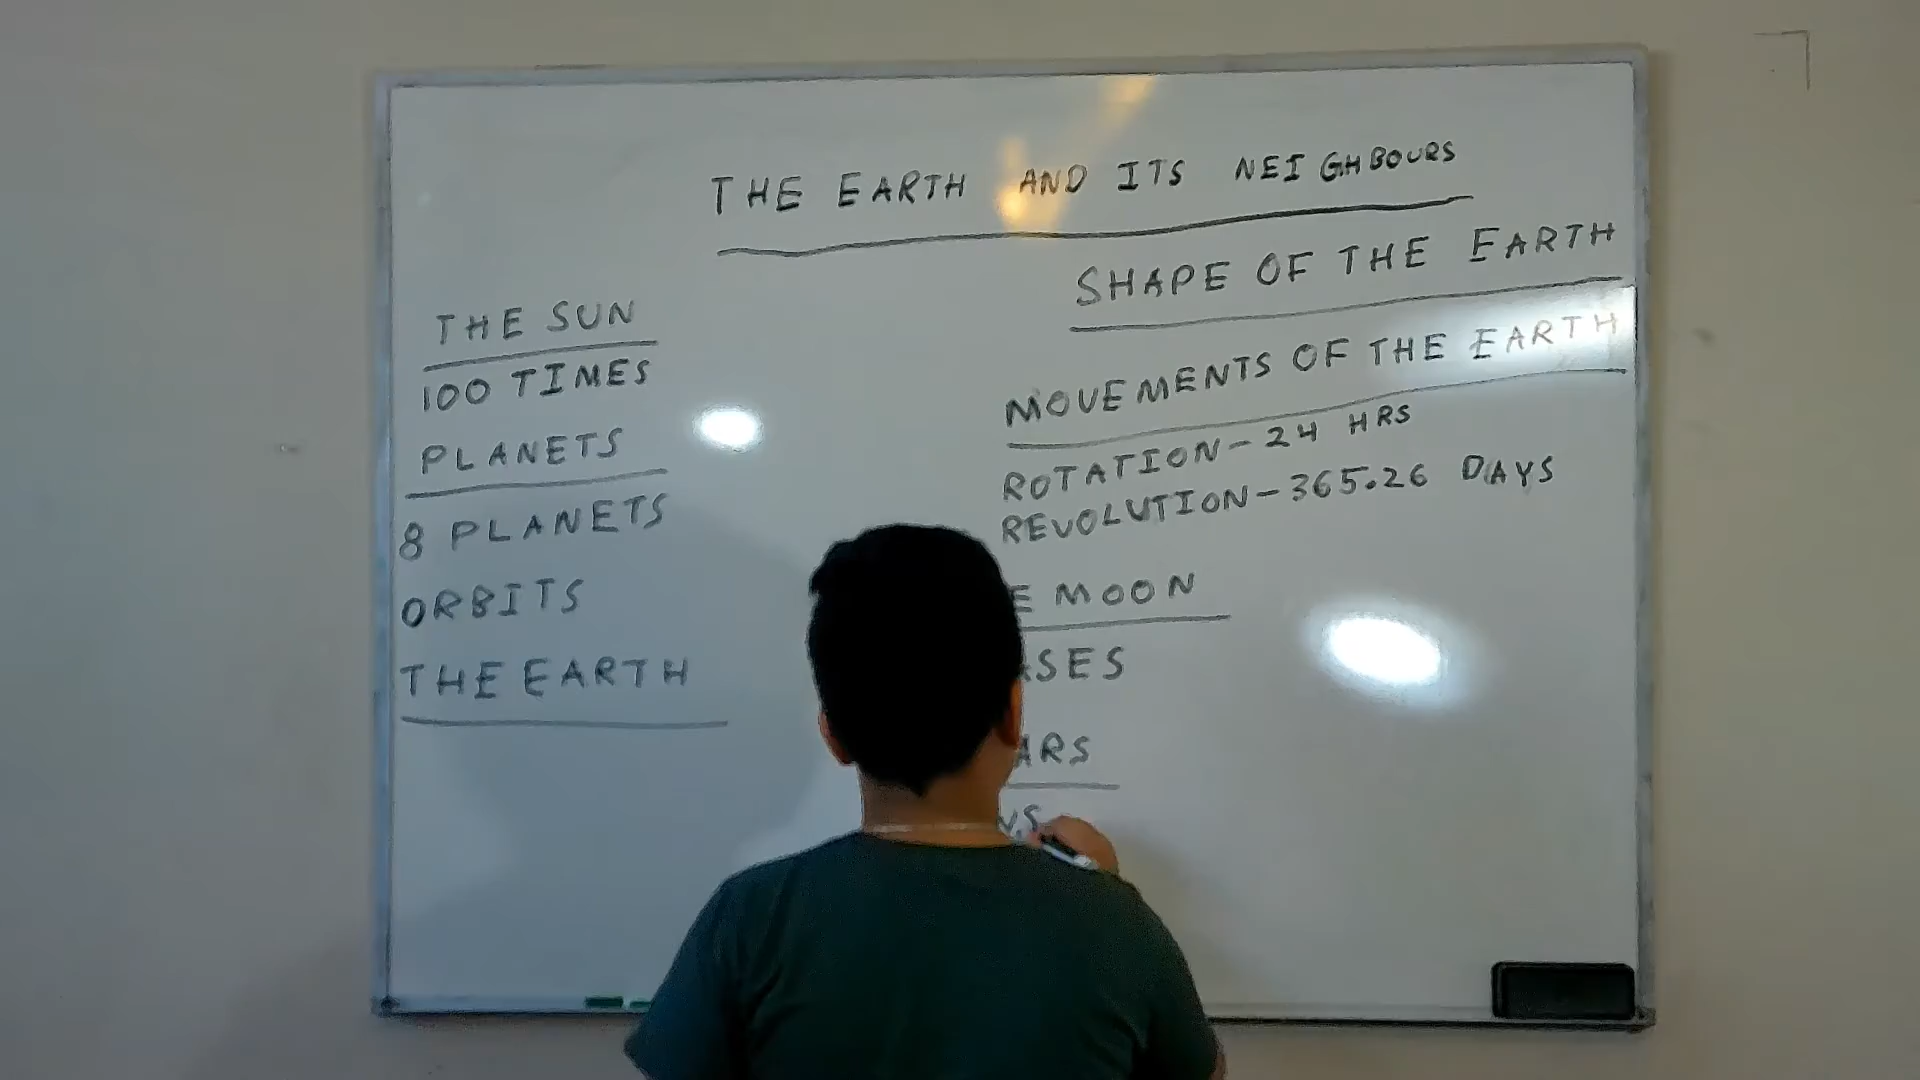 THE EARTH AND ITS NEIGHBOURS
THE SUN
100 TIMES
PLANETS
8 PLANETS
ORBITS
THE EARTH
SHAPE OF THE EARTH
MOVEMENTS OF THE EARTH
ROTATION-24 HRS
REVOLUTION-365.26 DAYS
MOON